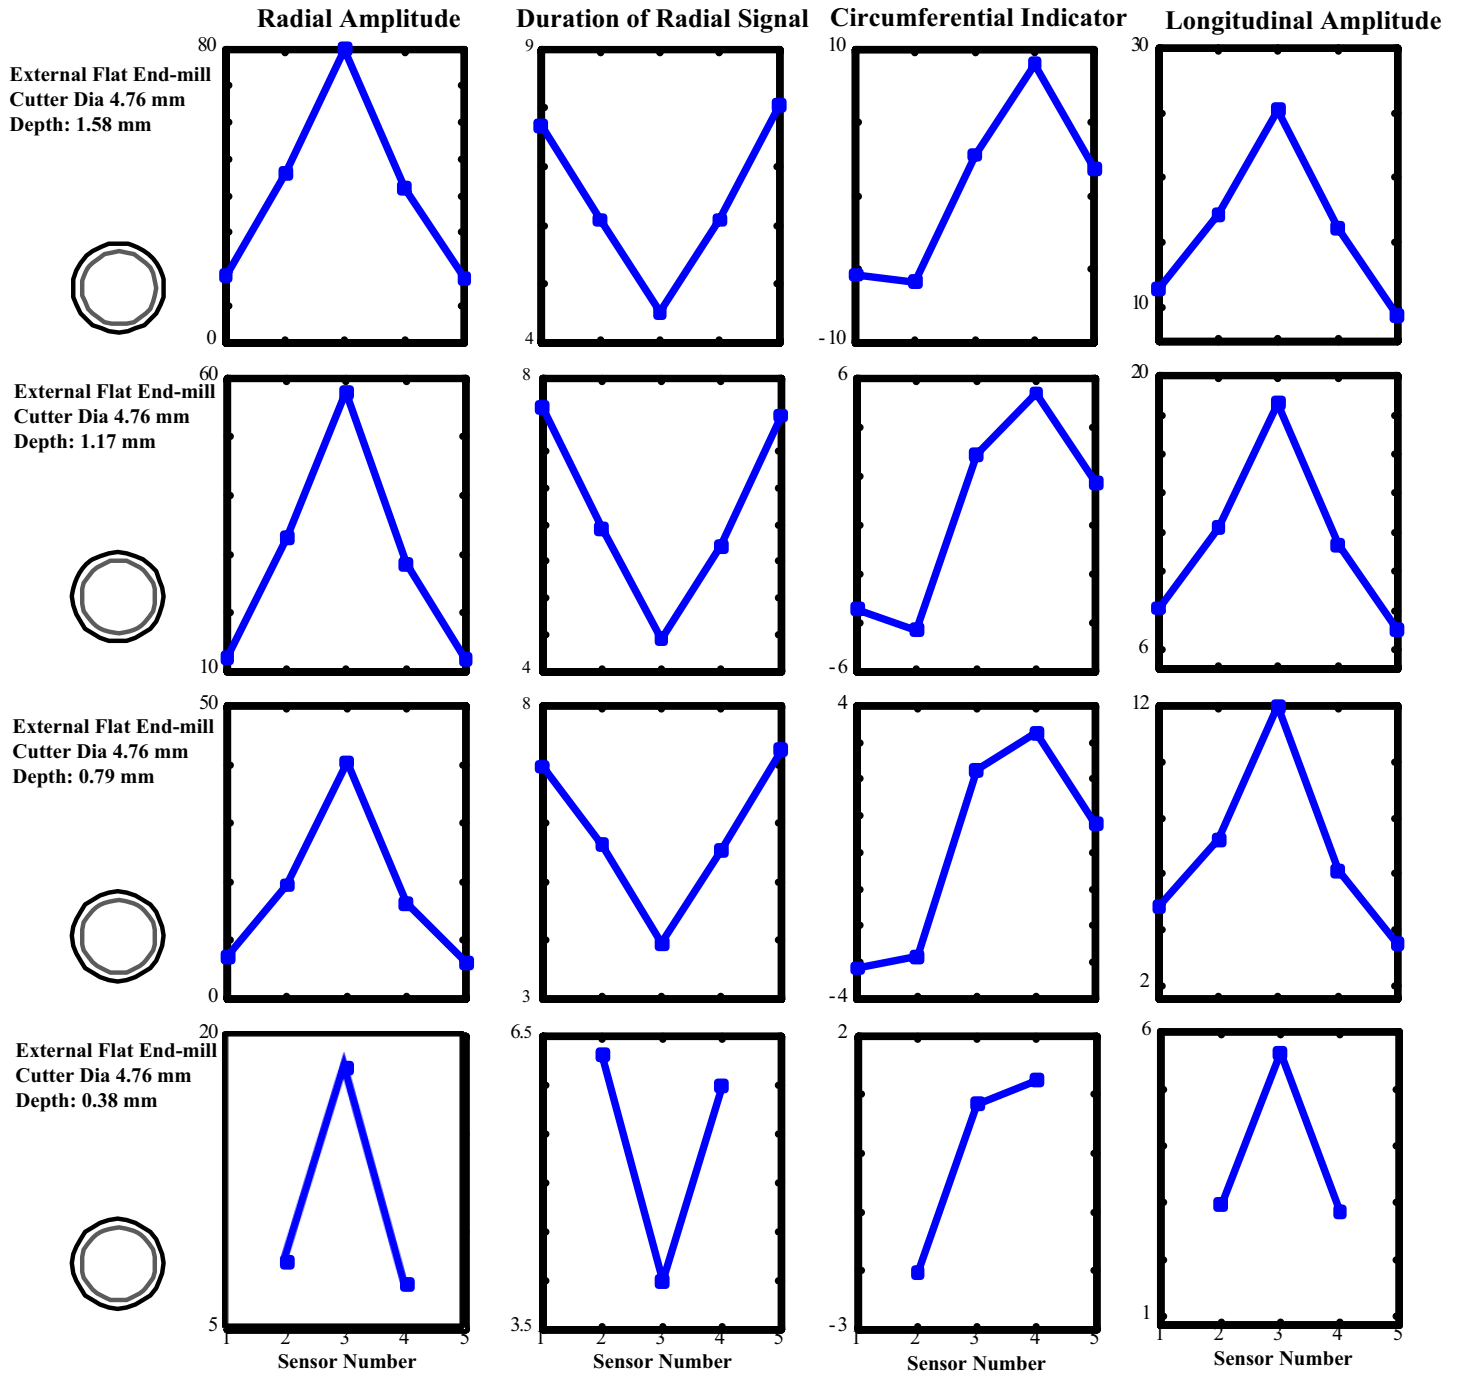 Radial Amplitude
Duration of Radial Signal
Circumferential Indicator
Longitudinal Amplitude
External Flat End-mill
Cutter Dia 4.76 mm
Depth: 1.58 mm
80
0
9
4
10
-10
30
10
External Flat End-mill
Cutter Dia 4.76 mm
Depth: 1.17 mm
60
10
8
4
6
-6
20
6
External Flat End-mill
Cutter Dia 4.76 mm
Depth: 0.79 mm
50
0
8
3
4
-4
12
2
External Flat End-mill
Cutter Dia 4.76 mm
Depth: 0.38 mm
20
5
6.5
3.5
2
-3
6
1
1 2 3 4 5
1 2 3 4 5
1 2 3 4 5
1 2 3 4 5
Sensor Number
Sensor Number
Sensor Number
Sensor Number